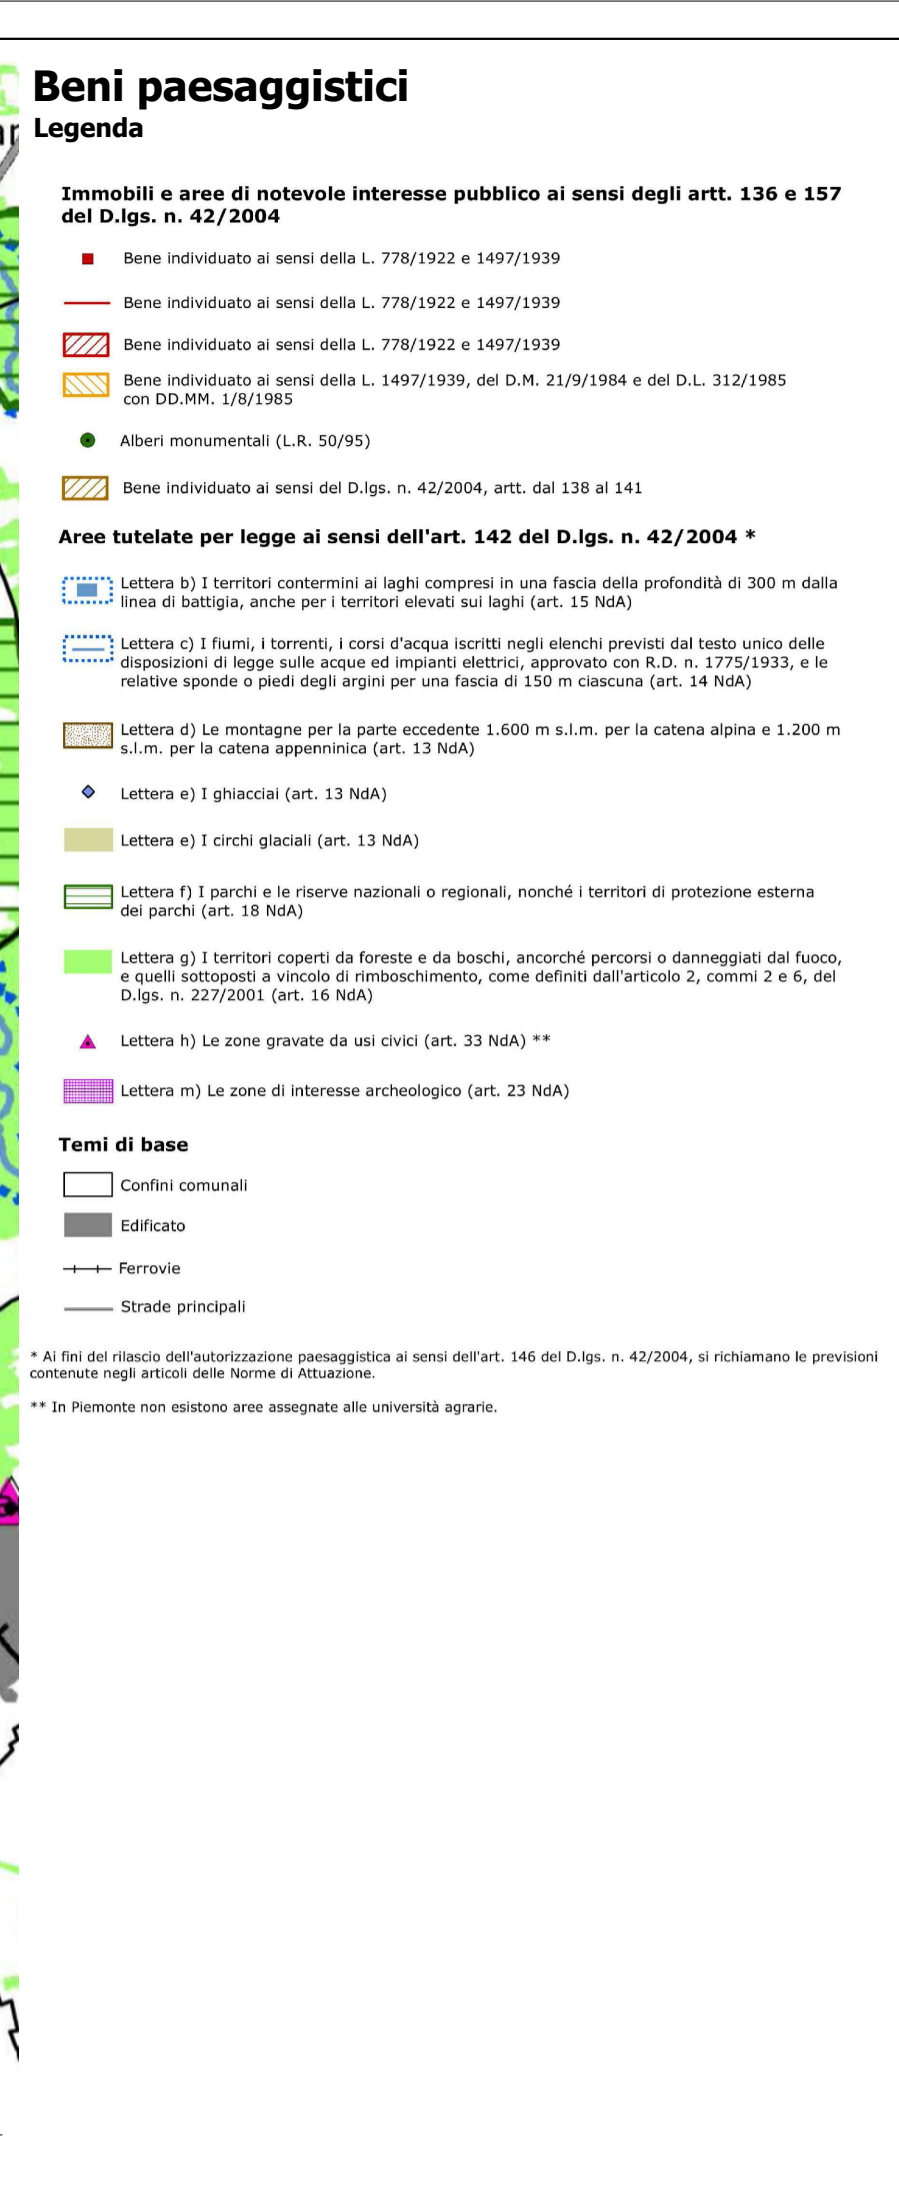 Beni paesaggistici
Legenda
Immobili e aree di notevole interesse pubblico ai sensi degli artt. 136 e 157
del D.lgs. n. 42/2004
Bene individuato ai sensi della L. 778/1922 e 1497/1939
Bene individuato ai sensi della L. 778/1922 e 1497/1939
Bene individuato ai sensi della L. 778/1922 e 1497/1939
Bene individuato ai sensi della L. 1497/1939, del D.M. 21/9/1984 e del D.L. 312/1985
con DD.MM. 1/8/1985
Alberi monumentali (L.R. 50/95)
Bene individuato ai sensi del D.lgs. n. 42/2004, artt. dal 138 al 141
Aree tutelate per legge ai sensi dell'art. 142 del D.lgs. n. 42/2004 *
Lettera b) I territori contermini ai laghi compresi in una fascia della profondità di 300 m dalla
linea di battigia, anche per i territori elevati sui laghi (art. 15 NdA)
Lettera c) I fiumi, i torrenti, i corsi d'acqua iscritti negli elenchi previsti dal testo unico delle
disposizioni di legge sulle acque ed impianti elettrici, approvato con R.D. n. 1775/1933, e le
relative sponde o piedi degli argini per una fascia di 150 m ciascuna (art. 14 NdA)
Lettera d) Le montagne per la parte eccedente 1.600 m s.l.m. per la catena alpina e 1.200 m
s.l.m. per la catena appenninica (art. 13 NdA)
Lettera e) I ghiacciai (art. 13 NdA)
Lettera e) I circhi glaciali (art. 13 NdA)
Lettera f) I parchi e le riserve nazionali o regionali, nonché i territori di protezione esterna
dei parchi (art. 18 NdA)
Lettera g) I territori coperti da foreste e da boschi, ancorché percorsi o danneggiati dal fuoco,
e quelli sottoposti a vincolo di rimboschimento, come definiti dall'articolo 2, commi 2 e 6, del
D.lgs. n. 227/2001 (art. 16 NdA)
Lettera h) Le zone gravate da usi civici (art. 33 NdA) **
Lettera m) Le zone di interesse archeologico (art. 23 NdA)
Temi di base
Confini comunali
Edificato
Ferrovie
Strade principali
* Ai fini del rilascio dell'autorizzazione paesaggistica ai sensi dell'art. 146 del D.lgs. n. 42/2004, si richiamano le previsioni
contenute negli articoli delle Norme di Attuazione.
** In Piemonte non esistono aree assegnate alle università agrarie.